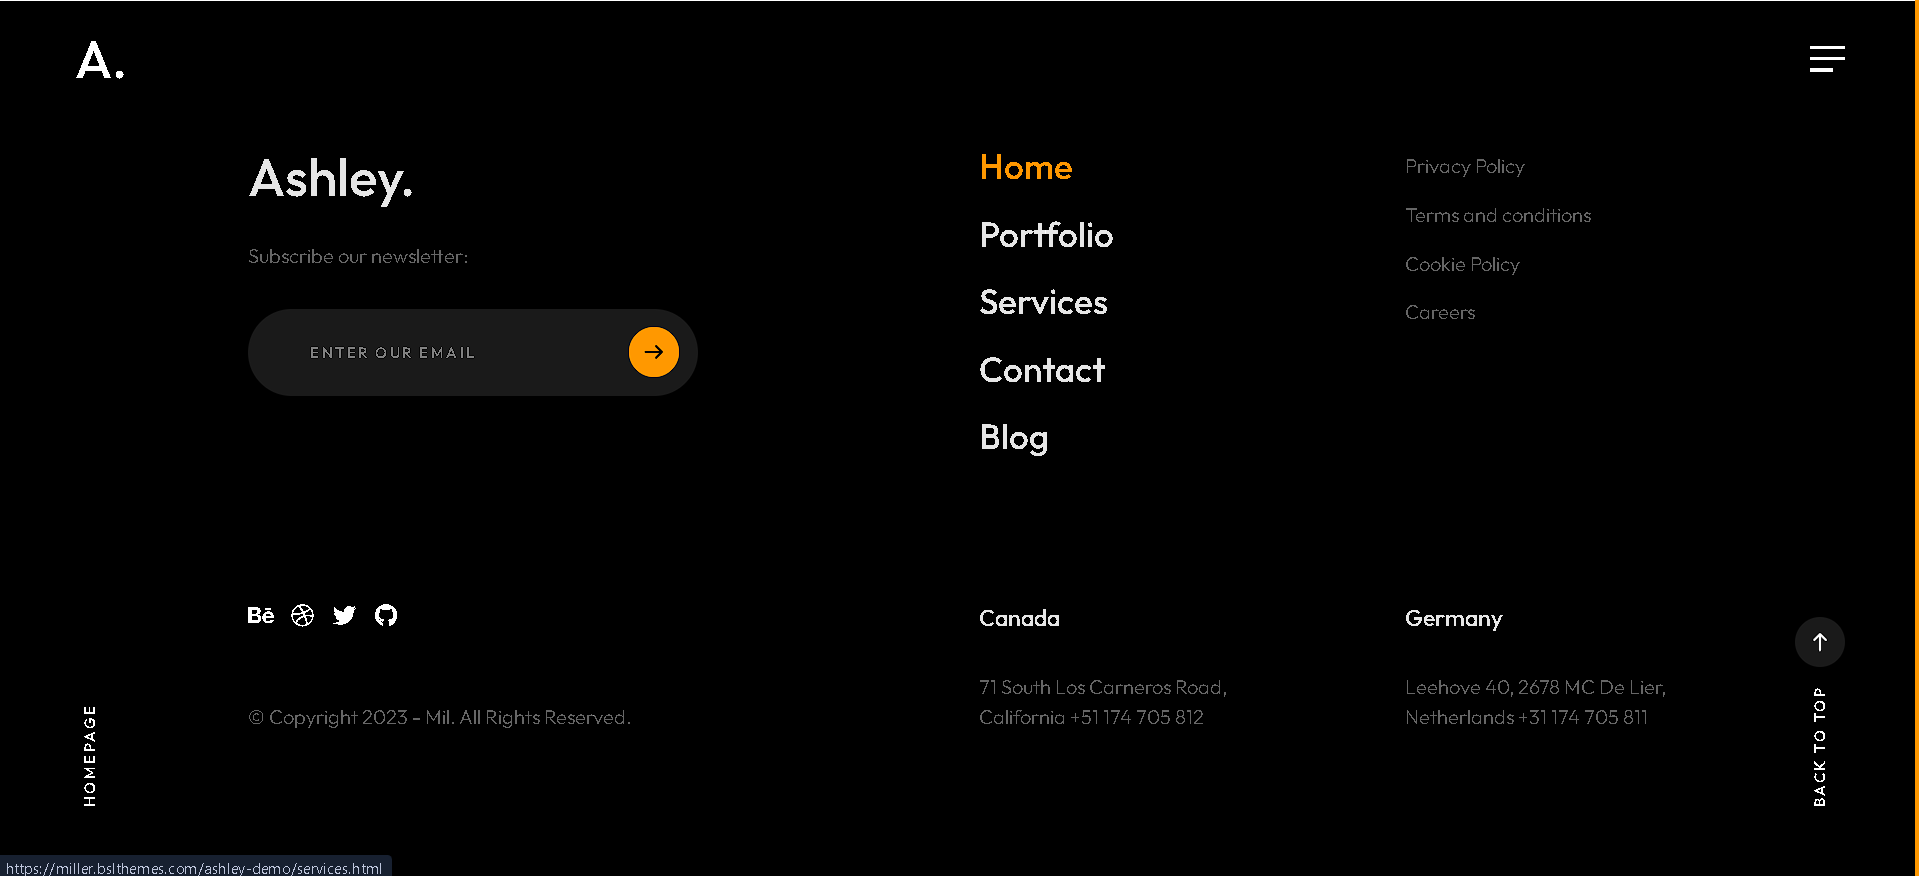 A.
Ashley.
Subscribe our newsletter:
ENTER OUR EMAIL
Home
Portfolio
Services
Contact
Blog
Privacy Policy
Terms and conditions
Cookie Policy
Careers
Bē
© Copyright 2023 - Mil. All Rights Reserved.
Canada
71 South Los Carneros Road,
California +51 174 705 812
Germany
Leehove 40, 2678 MC De Lier,
Netherlands +31 174 705 811
HOMEPAGE
BACK TO TOP
https://miller.bslthemes.com/ashley-demo/services.html